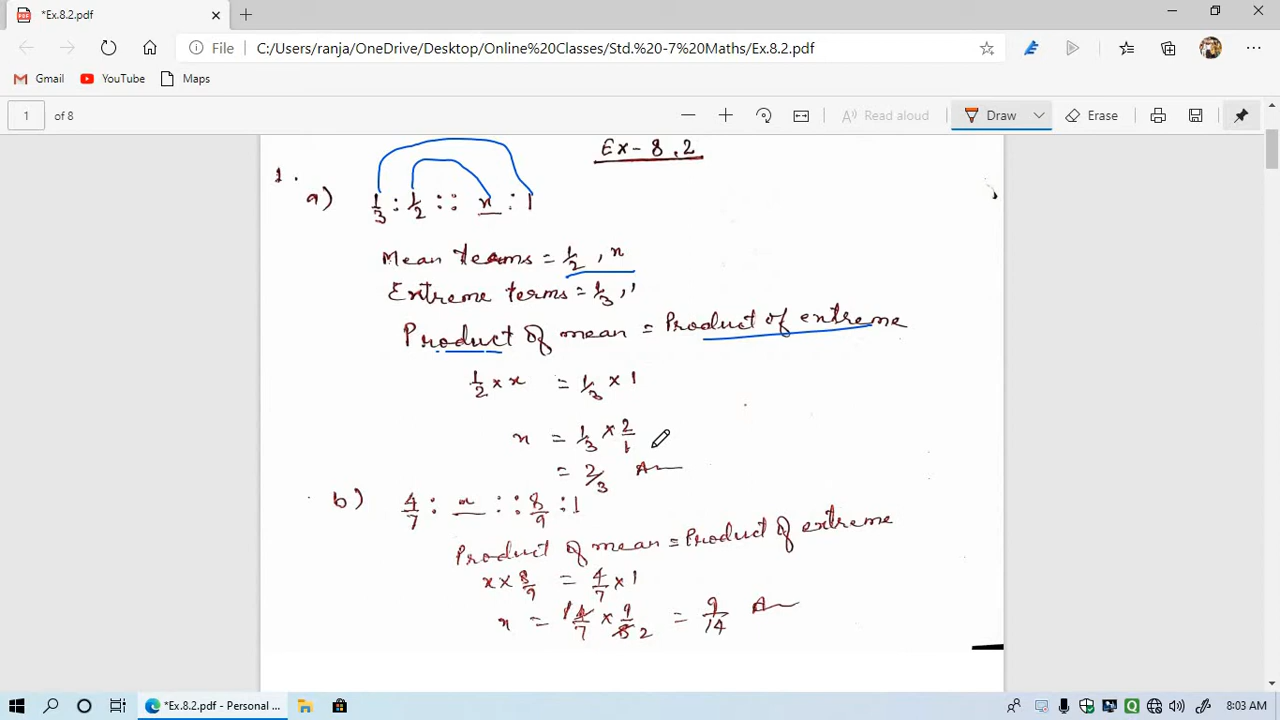 *Ex.8.2.pdf
File C:/Users/ranja/OneDrive/Desktop/Online%20Classes/Std.%20-7%20Maths/Ex.8.2.pdf
Gmail YouTube Maps
1 of 8 Read aloud Draw Erase
Ex-8.2
1.
a) 1/3 : 1/2 :: x : 1
Mean terms = 1/2, x
Extreme terms = 1/3, 1
Product of mean = Product of extreme
1/2 × x = 1/3 × 1
x = 1/3 × 2/1
= 2/3 An
b) 4/7 : x :: 8/9 : 1
Product of mean = Product of extreme
x × 8/9 = 4/7 × 1
x = 1 4/7 × 9/8 2 = 9/14 An
*Ex.8.2.pdf - Personal ...
8:03 AM